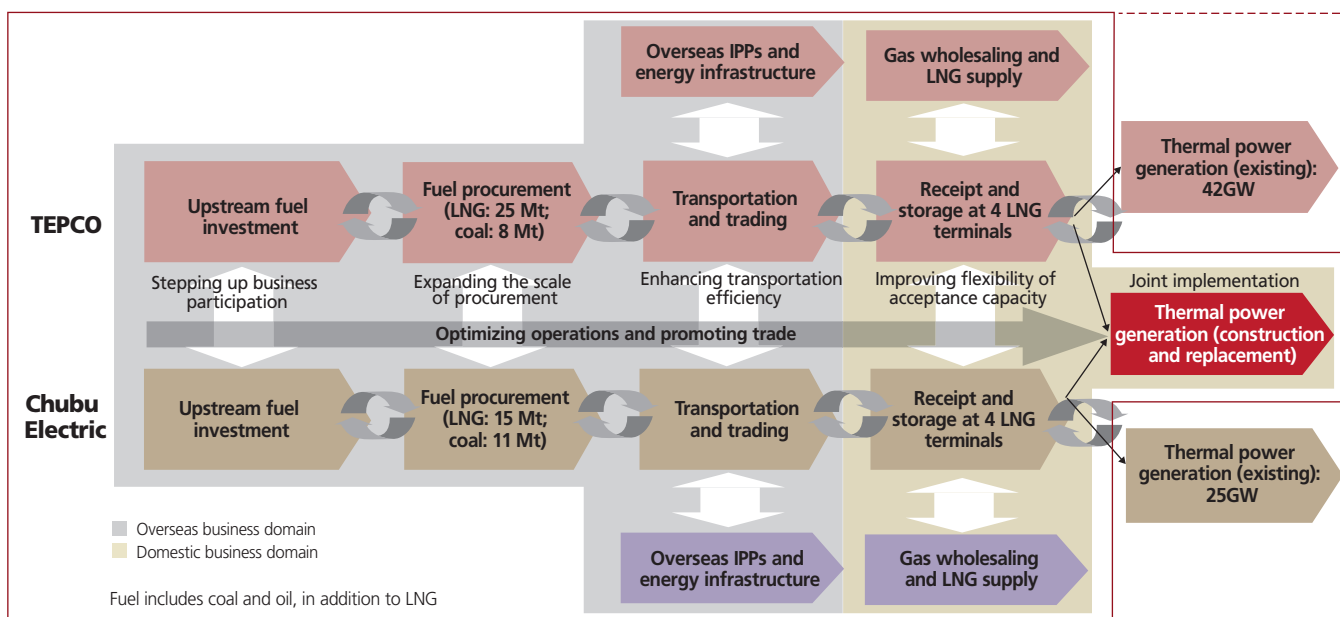 Overseas IPPs and
energy infrastructure
Gas wholesaling and
LNG supply
TEPCO
Upstream fuel
investment
Fuel procurement
(LNG: 25 Mt;
coal: 8 Mt)
Transportation
and trading
Receipt and
storage at 4 LNG
terminals
Thermal power
generation (existing):
42GW
Stepping up business
participation
Expanding the scale
of procurement
Enhancing transportation
efficiency
Improving flexibility of
acceptance capacity
Joint implementation
Optimizing operations and promoting trade
Thermal power
generation (construction
and replacement)
Chubu
Electric
Upstream fuel
investment
Fuel procurement
(LNG: 15 Mt;
coal: 11 Mt)
Transportation
and trading
Receipt and
storage at 4 LNG
terminals
Thermal power
generation (existing):
25GW
Overseas business domain
Domestic business domain
Overseas IPPs and
energy infrastructure
Gas wholesaling
and LNG supply
Fuel includes coal and oil, in addition to LNG